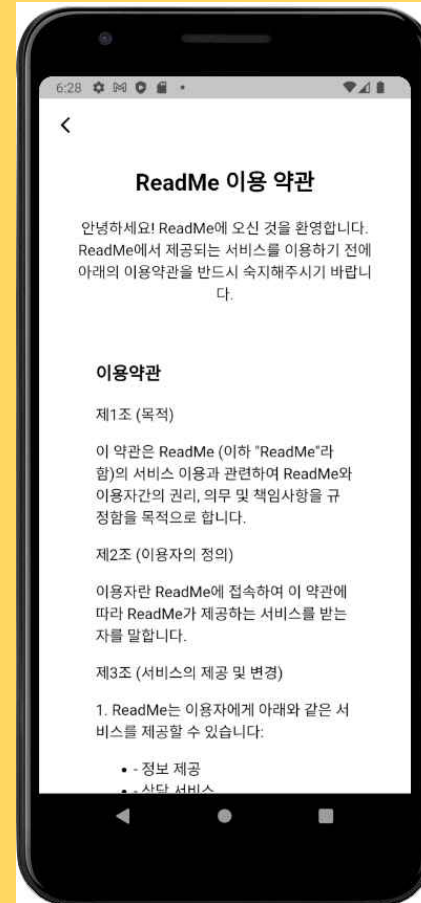 6:28
ReadMe 이용 약관
안녕하세요! ReadMe에 오신 것을 환영합니다.
ReadMe에서 제공되는 서비스를 이용하기 전에
아래의 이용약관을 반드시 숙지해주시기 바랍니
다.
이용약관
제1조 (목적)
이 약관은 ReadMe (이하 "ReadMe"라
함)의 서비스 이용과 관련하여 ReadMe와
이용자간의 권리, 의무 및 책임사항을 규
정함을 목적으로 합니다.
제2조 (이용자의 정의)
이용자란 ReadMe에 접속하여 이 약관에
따라 ReadMe가 제공하는 서비스를 받는
자를 말합니다.
제3조 (서비스의 제공 및 변경)
1. ReadMe는 이용자에게 아래와 같은 서
비스를 제공할 수 있습니다:
• - 정보 제공
• - 상담 서비스